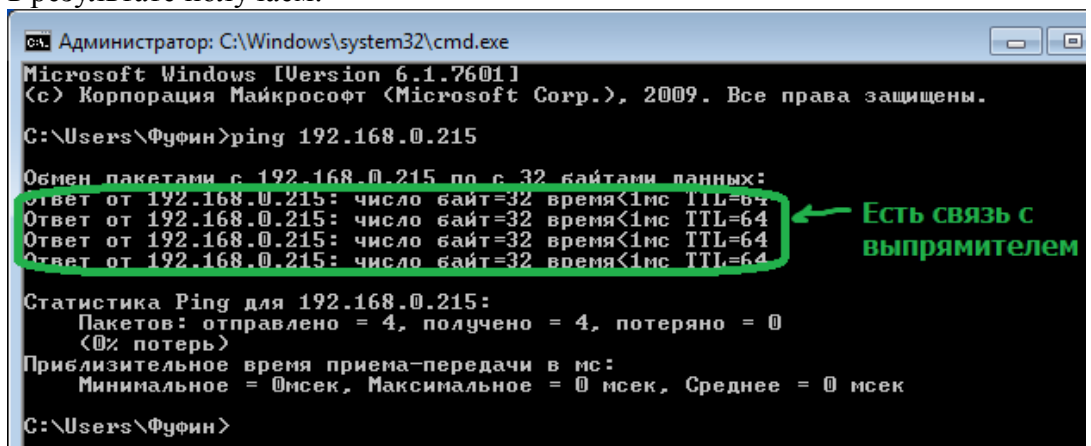 В результате получаем:
Администратор: C:\Windows\system32\cmd.exe
Microsoft Windows [Version 6.1.7601]
(c) Корпорация Майкрософт (Microsoft Corp.), 2009. Все права защищены.
C:\Users\Фуфин>ping 192.168.0.215
Обмен пакетами с 192.168.0.215 по с 32 байтами данных:
Ответ от 192.168.0.215: число байт=32 время<1мс TTL=64
Ответ от 192.168.0.215: число байт=32 время<1мс TTL=64
Ответ от 192.168.0.215: число байт=32 время<1мс TTL=64
Ответ от 192.168.0.215: число байт=32 время<1мс TTL=64
Есть связь с
выпрямителем
Статистика Ping для 192.168.0.215:
Пакетов: отправлено = 4, получено = 4, потеряно = 0
(0% потерь)
Приблизительное время приема-передачи в мс:
Минимальное = 0мсек, Максимальное = 0 мсек, Среднее = 0 мсек
C:\Users\Фуфин>